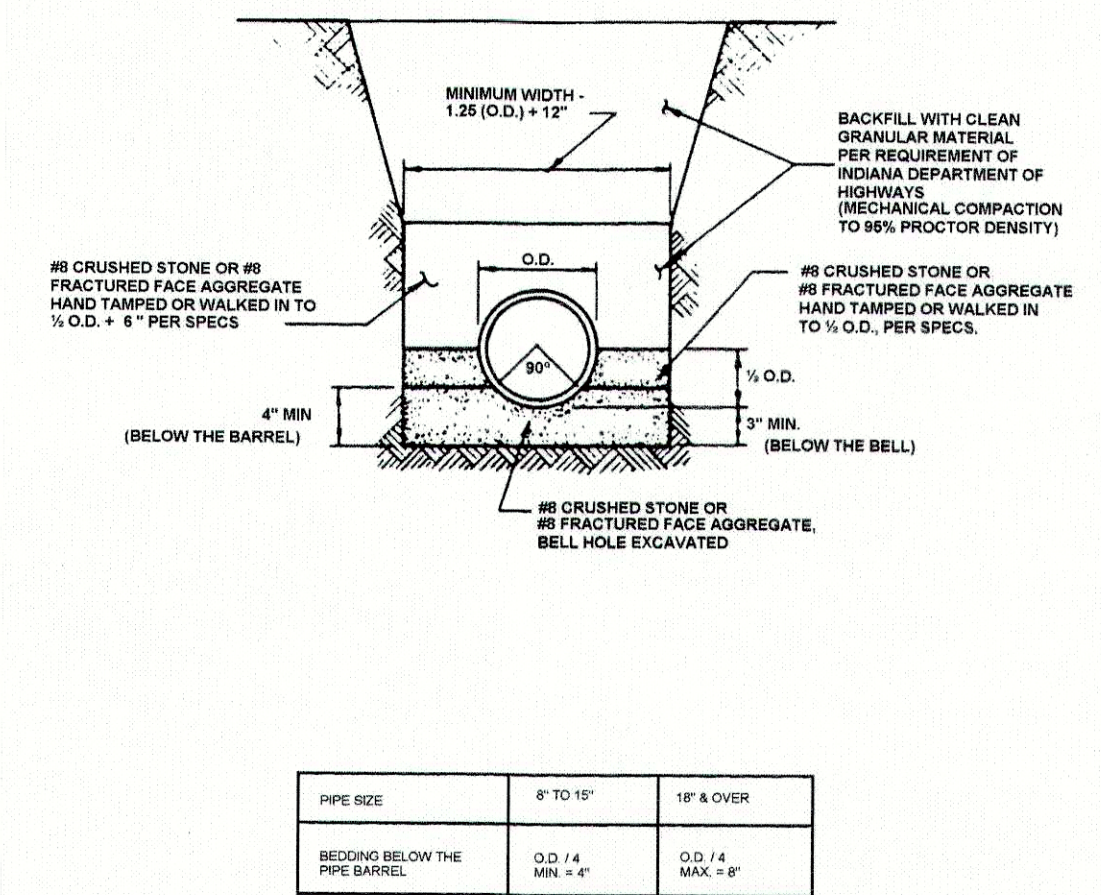 MINIMUM WIDTH -
1.25 (O.D.) + 12"
BACKFILL WITH CLEAN
GRANULAR MATERIAL
PER REQUIREMENT OF
INDIANA DEPARTMENT OF
HIGHWAYS
(MECHANICAL COMPACTION
TO 95% PROCTOR DENSITY)
#8 CRUSHED STONE OR #8
FRACTURED FACE AGGREGATE
HAND TAMPED OR WALKED IN TO
½ O.D. + 6" PER SPECS
O.D.
#8 CRUSHED STONE OR
#8 FRACTURED FACE AGGREGATE
HAND TAMPED OR WALKED IN
TO ½ O.D., PER SPECS.
90°
½ O.D.
4" MIN
(BELOW THE BARREL)
3" MIN.
(BELOW THE BELL)
#8 CRUSHED STONE OR
#8 FRACTURED FACE AGGREGATE,
BELL HOLE EXCAVATED
PIPE SIZE
8" TO 15"
18" & OVER
BEDDING BELOW THE
PIPE BARREL
O.D. / 4
MIN. = 4"
O.D. / 4
MAX. = 8"